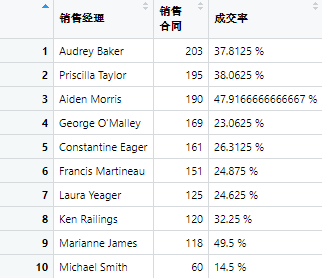 销售经理 销售合同 成交率
1 Audrey Baker 203 37.8125 %
2 Priscilla Taylor 195 38.0625 %
3 Aiden Morris 190 47.9166666666667 %
4 George O'Malley 169 23.0625 %
5 Constantine Eager 161 26.3125 %
6 Francis Martineau 151 24.875 %
7 Laura Yeager 125 24.625 %
8 Ken Railings 120 32.25 %
9 Marianne James 118 49.5 %
10 Michael Smith 60 14.5 %